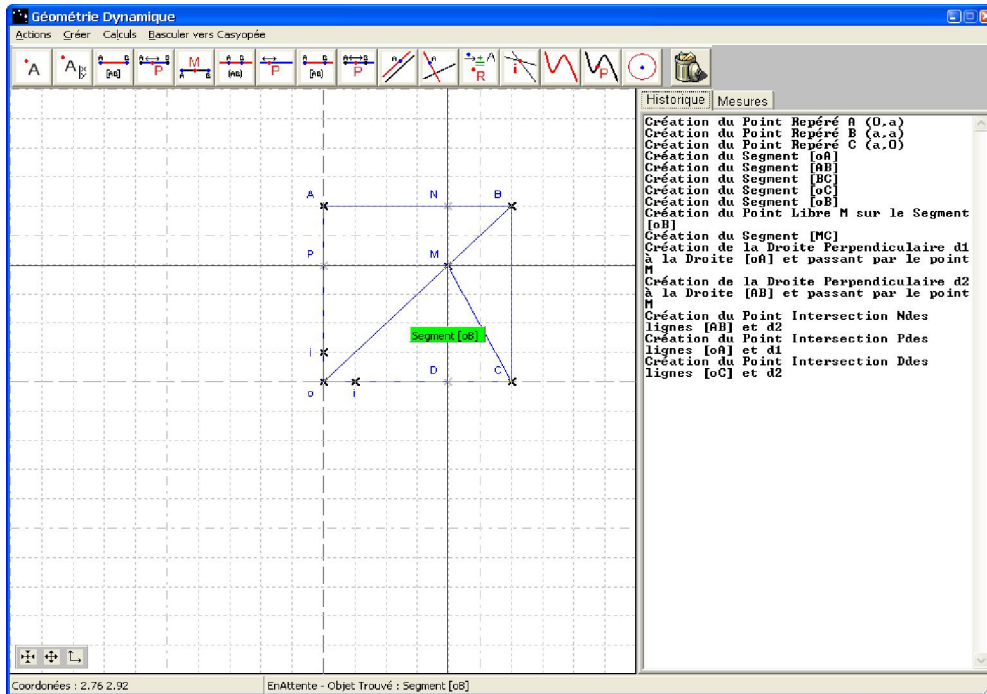 Géométrie Dynamique
Actions Créer Calculs Basculer vers Casyopée
A
A
A B [AB]
A B P
M A B
A B [AB]
P
A B [AB]
A B P
A
A
R
i
P
Historique Mesures
Création du Point Repéré A (0,a)
Création du Point Repéré B (a,a)
Création du Point Repéré C (a,0)
Création du Segment [oA]
Création du Segment [AB]
Création du Segment [BC]
Création du Segment [oC]
Création du Segment [oB]
Création du Point Libre M sur le Segment
[oB]
Création du Segment [MC]
Création de la Droite Perpendiculaire d1
à la Droite [oA] et passant par le point
M
Création de la Droite Perpendiculaire d2
à la Droite [AB] et passant par le point
M
Création du Point Intersection Ndes
lignes [AB] et d2
Création du Point Intersection Pdes
lignes [oA] et d1
Création du Point Intersection Ddes
lignes [oC] et d2
A N B
P M
Segment [oB]
D C
o i
Coordonées : 2.76 2.92
EnAttente - Objet Trouvé : Segment [oB]